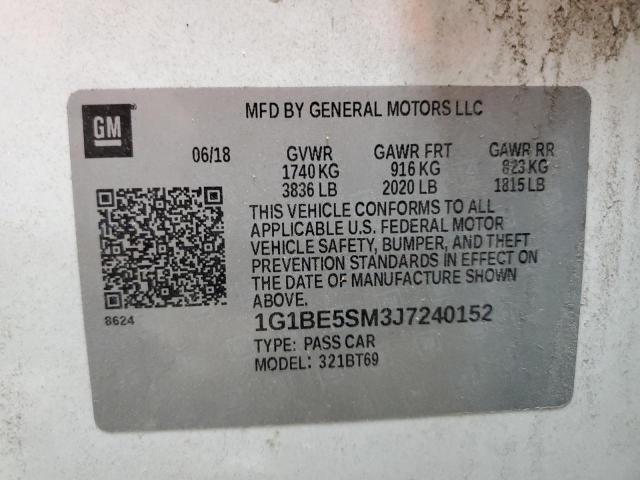 GM
MFD BY GENERAL MOTORS LLC
06/18 GVWR GAWR FRT GAWR RR
1740 KG 916 KG 823 KG
3836 LB 2020 LB 1815 LB
THIS VEHICLE CONFORMS TO ALL
APPLICABLE U.S. FEDERAL MOTOR
VEHICLE SAFETY, BUMPER, AND THEFT
PREVENTION STANDARDS IN EFFECT ON
THE DATE OF MANUFACTURE SHOWN
ABOVE.
8624
1G1BE5SM3J7240152
TYPE: PASS CAR
MODEL: 321BT69